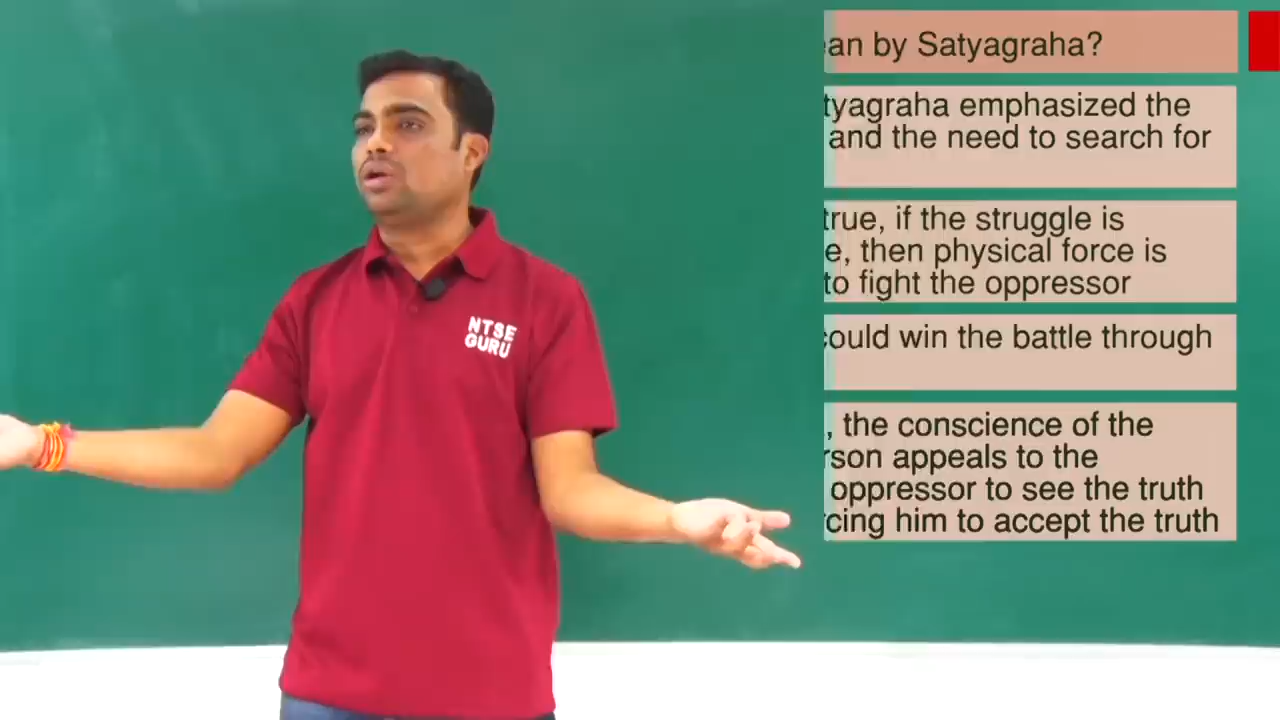 NTSE
GURU
ean by Satyagraha?
tyagraha emphasized the
and the need to search for
true, if the struggle is
e, then physical force is
to fight the oppressor
could win the battle through
, the conscience of the
rson appeals to the
oppressor to see the truth
rcing him to accept the truth